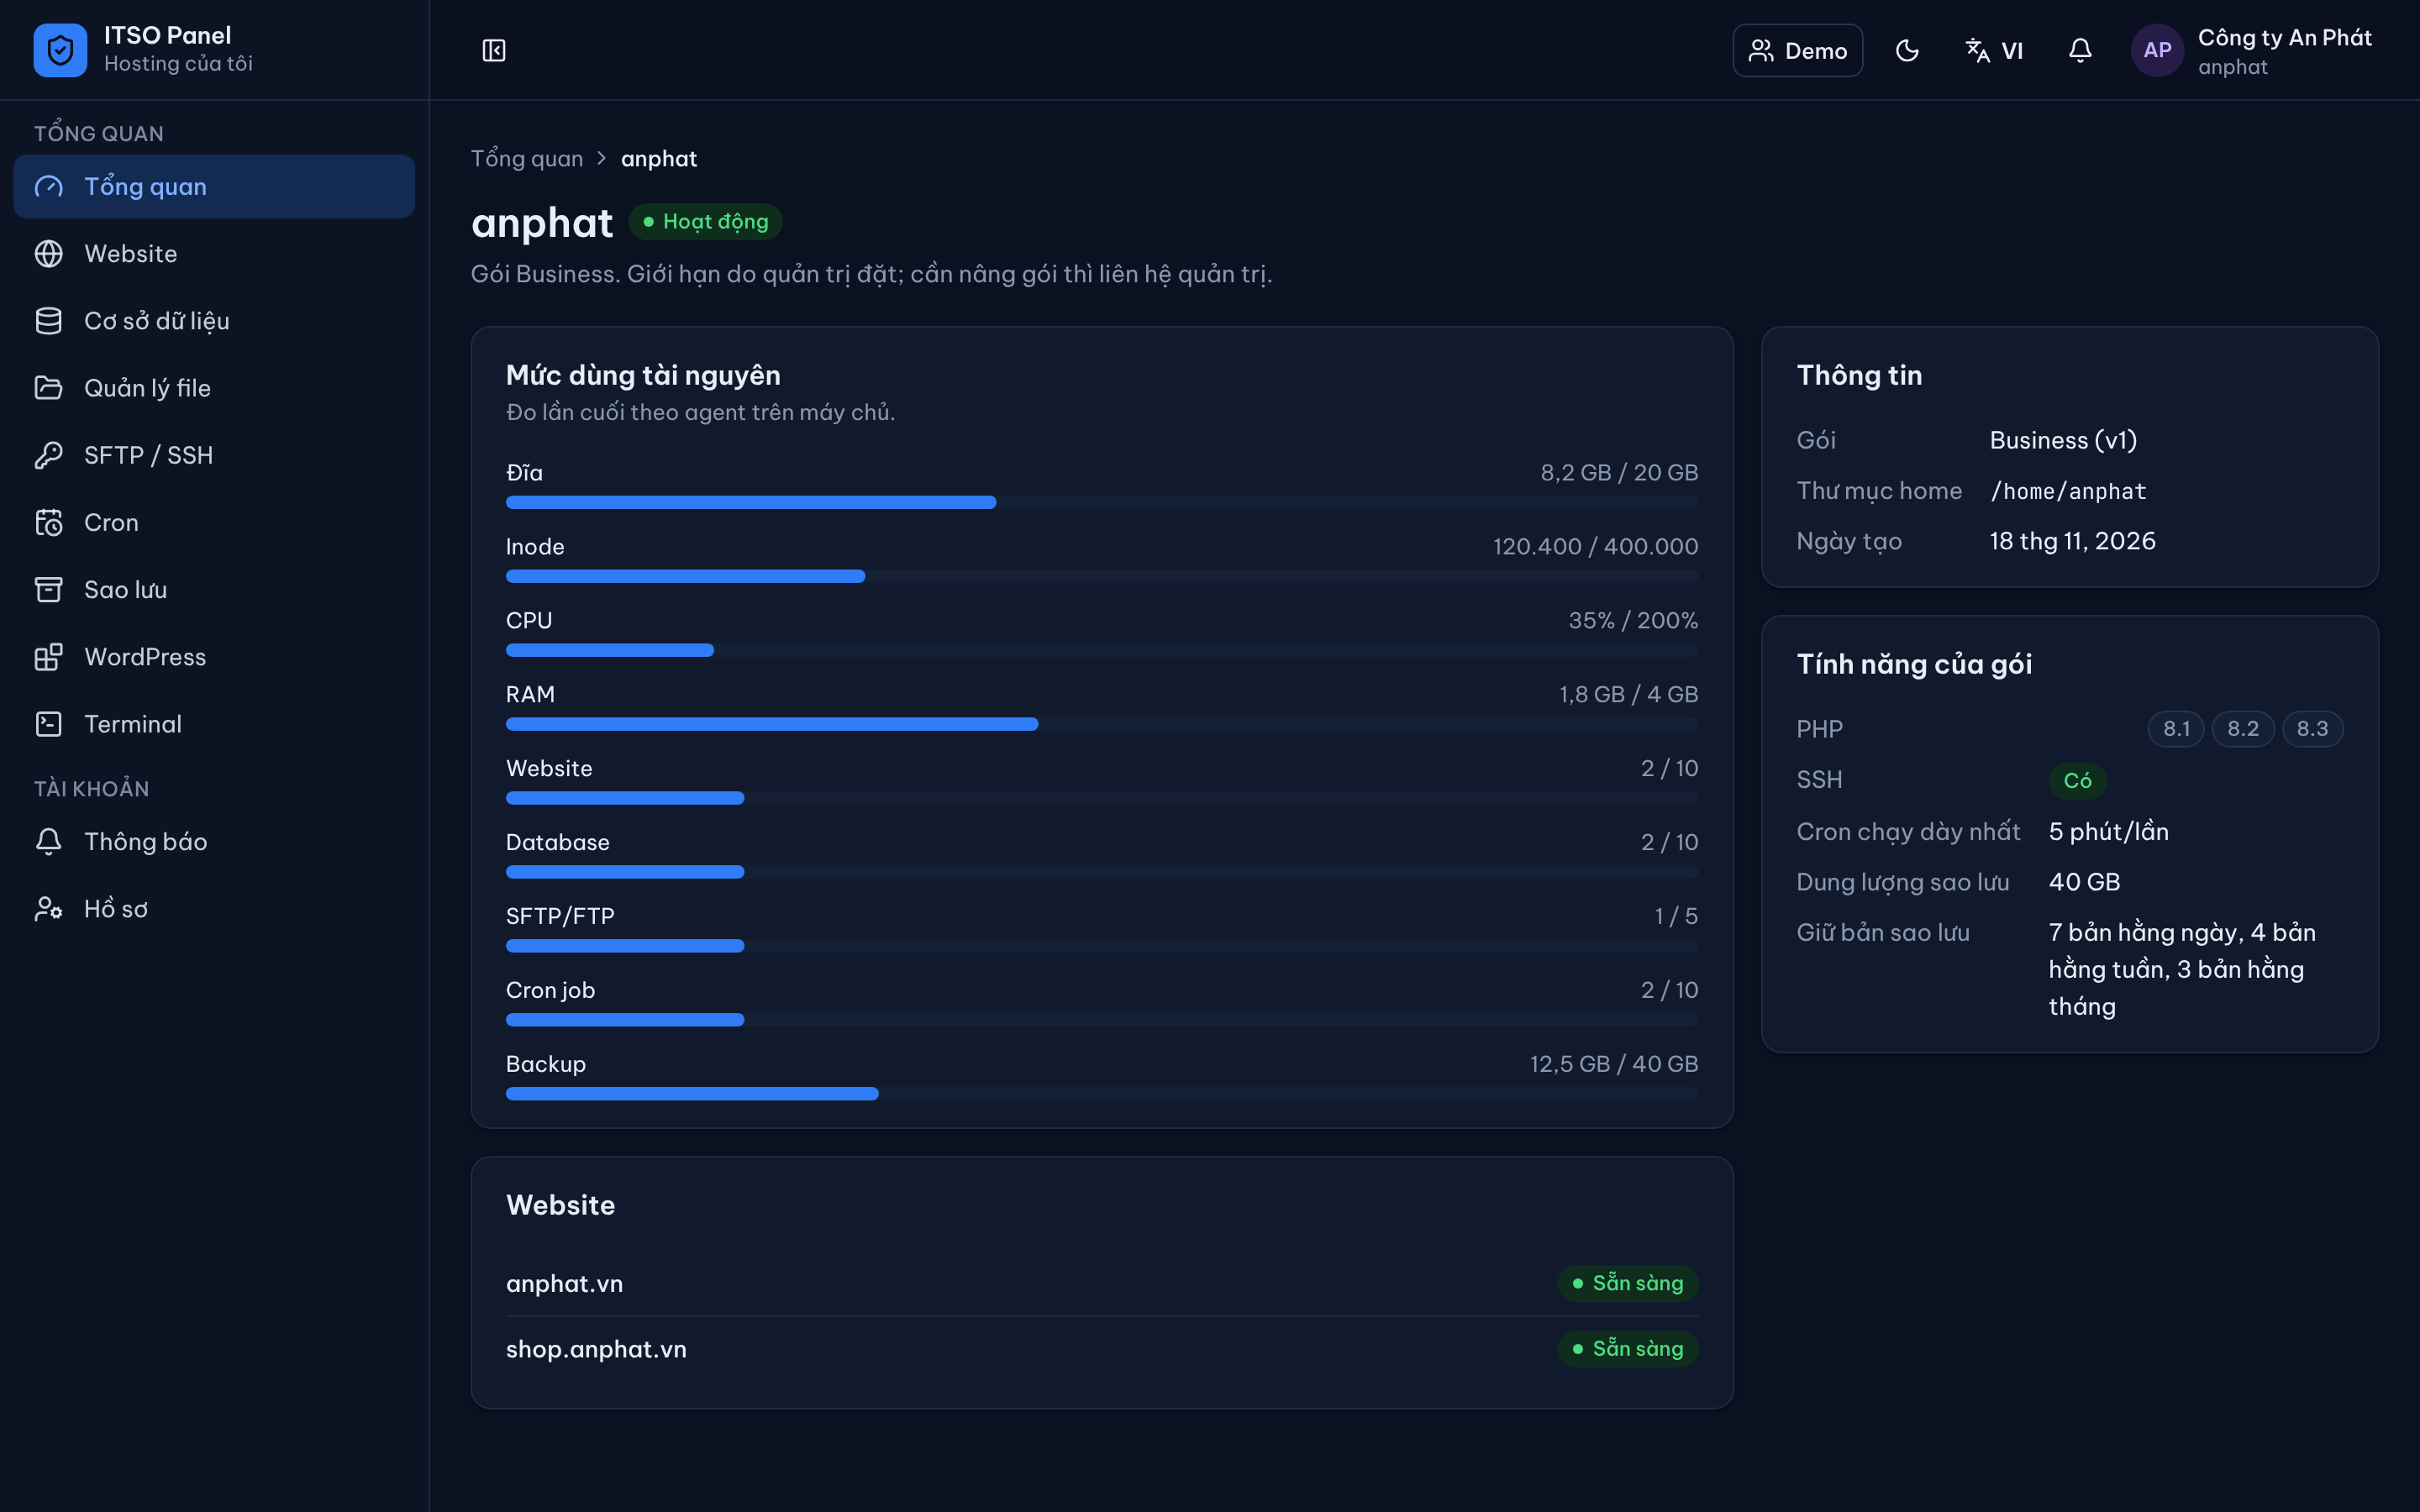 ITSO Panel
Hosting của tôi
Demo
VI
AP
Công ty An Phát
anphat
TỔNG QUAN
Tổng quan
Website
Cơ sở dữ liệu
Quản lý file
SFTP / SSH
Cron
Sao lưu
WordPress
Terminal
TÀI KHOẢN
Thông báo
Hồ sơ
Tổng quan > anphat
anphat
Hoạt động
Gói Business. Giới hạn do quản trị đặt; cần nâng gói thì liên hệ quản trị.
Mức dùng tài nguyên
Đo lần cuối theo agent trên máy chủ.
Đĩa 8,2 GB / 20 GB
Inode 120.400 / 400.000
CPU 35% / 200%
RAM 1,8 GB / 4 GB
Website 2 / 10
Database 2 / 10
SFTP/FTP 1 / 5
Cron job 2 / 10
Backup 12,5 GB / 40 GB
Website
anphat.vn Sẵn sàng
shop.anphat.vn Sẵn sàng
Thông tin
Gói Business (v1)
Thư mục home /home/anphat
Ngày tạo 18 thg 11, 2026
Tính năng của gói
PHP 8.1 8.2 8.3
SSH Có
Cron chạy dày nhất 5 phút/lần
Dung lượng sao lưu 40 GB
Giữ bản sao lưu 7 bản hằng ngày, 4 bản
hằng tuần, 3 bản hằng
tháng